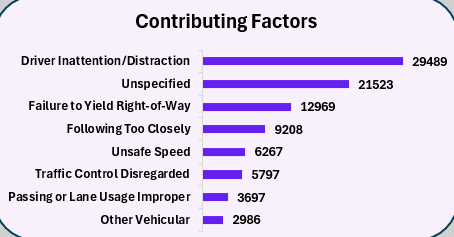 Contributing Factors
Driver Inattention/Distraction 29489
Unspecified 21523
Failure to Yield Right-of-Way 12969
Following Too Closely 9208
Unsafe Speed 6267
Traffic Control Disregarded 5797
Passing or Lane Usage Improper 3697
Other Vehicular 2986